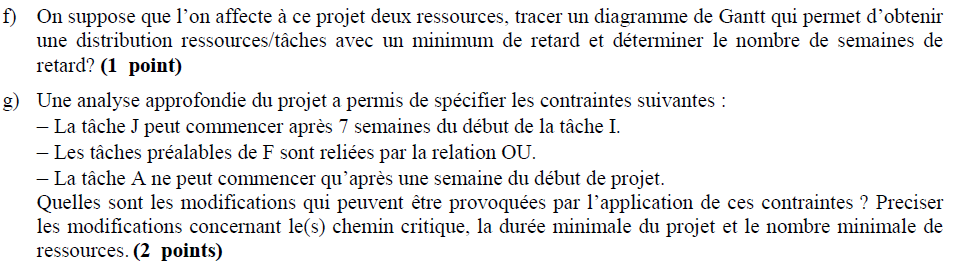 f) On suppose que l’on affecte à ce projet deux ressources, tracer un diagramme de Gantt qui permet d’obtenir
une distribution ressources/tâches avec un minimum de retard et déterminer le nombre de semaines de
retard? (1 point)
g) Une analyse approfondie du projet a permis de spécifier les contraintes suivantes :
– La tâche J peut commencer après 7 semaines du début de la tâche I.
– Les tâches préalables de F sont reliées par la relation OU.
– La tâche A ne peut commencer qu’après une semaine du début de projet.
Quelles sont les modifications qui peuvent être provoquées par l’application de ces contraintes ? Preciser
les modifications concernant le(s) chemin critique, la durée minimale du projet et le nombre minimale de
ressources. (2 points)